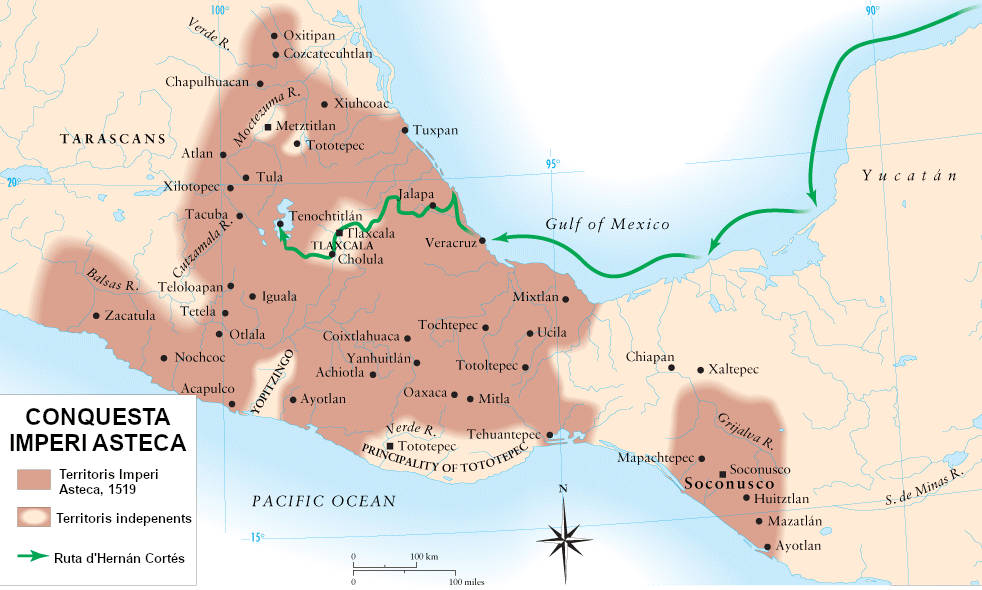 100°
90°
Verde R.
Oxitipan
Cozcatecuhtlan
Chapulhuacan
Moctezuma R.
Xiuhcoac
Metztitlan
Tuxpan
TARASCANS
Tototepec
Atlan
95°
20°
Tula
Xilotopec
Yucatán
Jalapa
Tacuba
Tenochtitlán
Gulf of Mexico
Tlaxcala
TLAXCALA
Veracruz
Cutzamala R.
Cholula
Balsas R.
Teloloapan
Iguala
Mixtlan
Zacatula
Tetela
Otlala
Tochtepec
Ucila
Coixtlahuaca
Nochcoc
Yanhuitlán
Chiapan
Achiotla
Totoltepec
Xaltepec
Acapulco
YOPITZINGO
Ayotlan
Oaxaca
Mitla
Verde R.
Grijalva R.
Tehuantepec
Tototepec
PRINCIPALITY OF TOTOTEPEC
Mapachtepec
Soconusco
Soconusco
S. de Minas R.
PACIFIC OCEAN
N
Huitztlan
Mazatlán
15°
Ayotlan
0 100 km
0 100 miles
CONQUESTA
IMPERI ASTECA
Territoris Imperi
Asteca, 1519
Territoris indepenents
Ruta d'Hernán Cortés